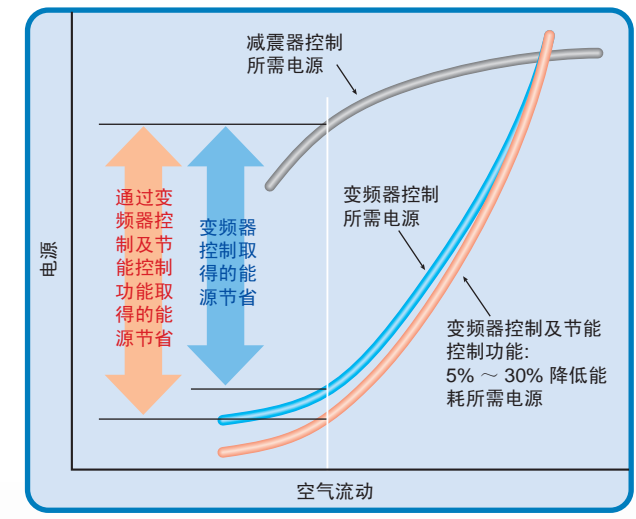 减震器控制
所需电源
通过变
频器控
制及节
能控制
功能取
得的能
源节省
变频器
控制取
得的能
源节省
变频器控制
所需电源
电源
变频器控制及节能
控制功能:
5% ～ 30% 降低能
耗所需电源
空气流动